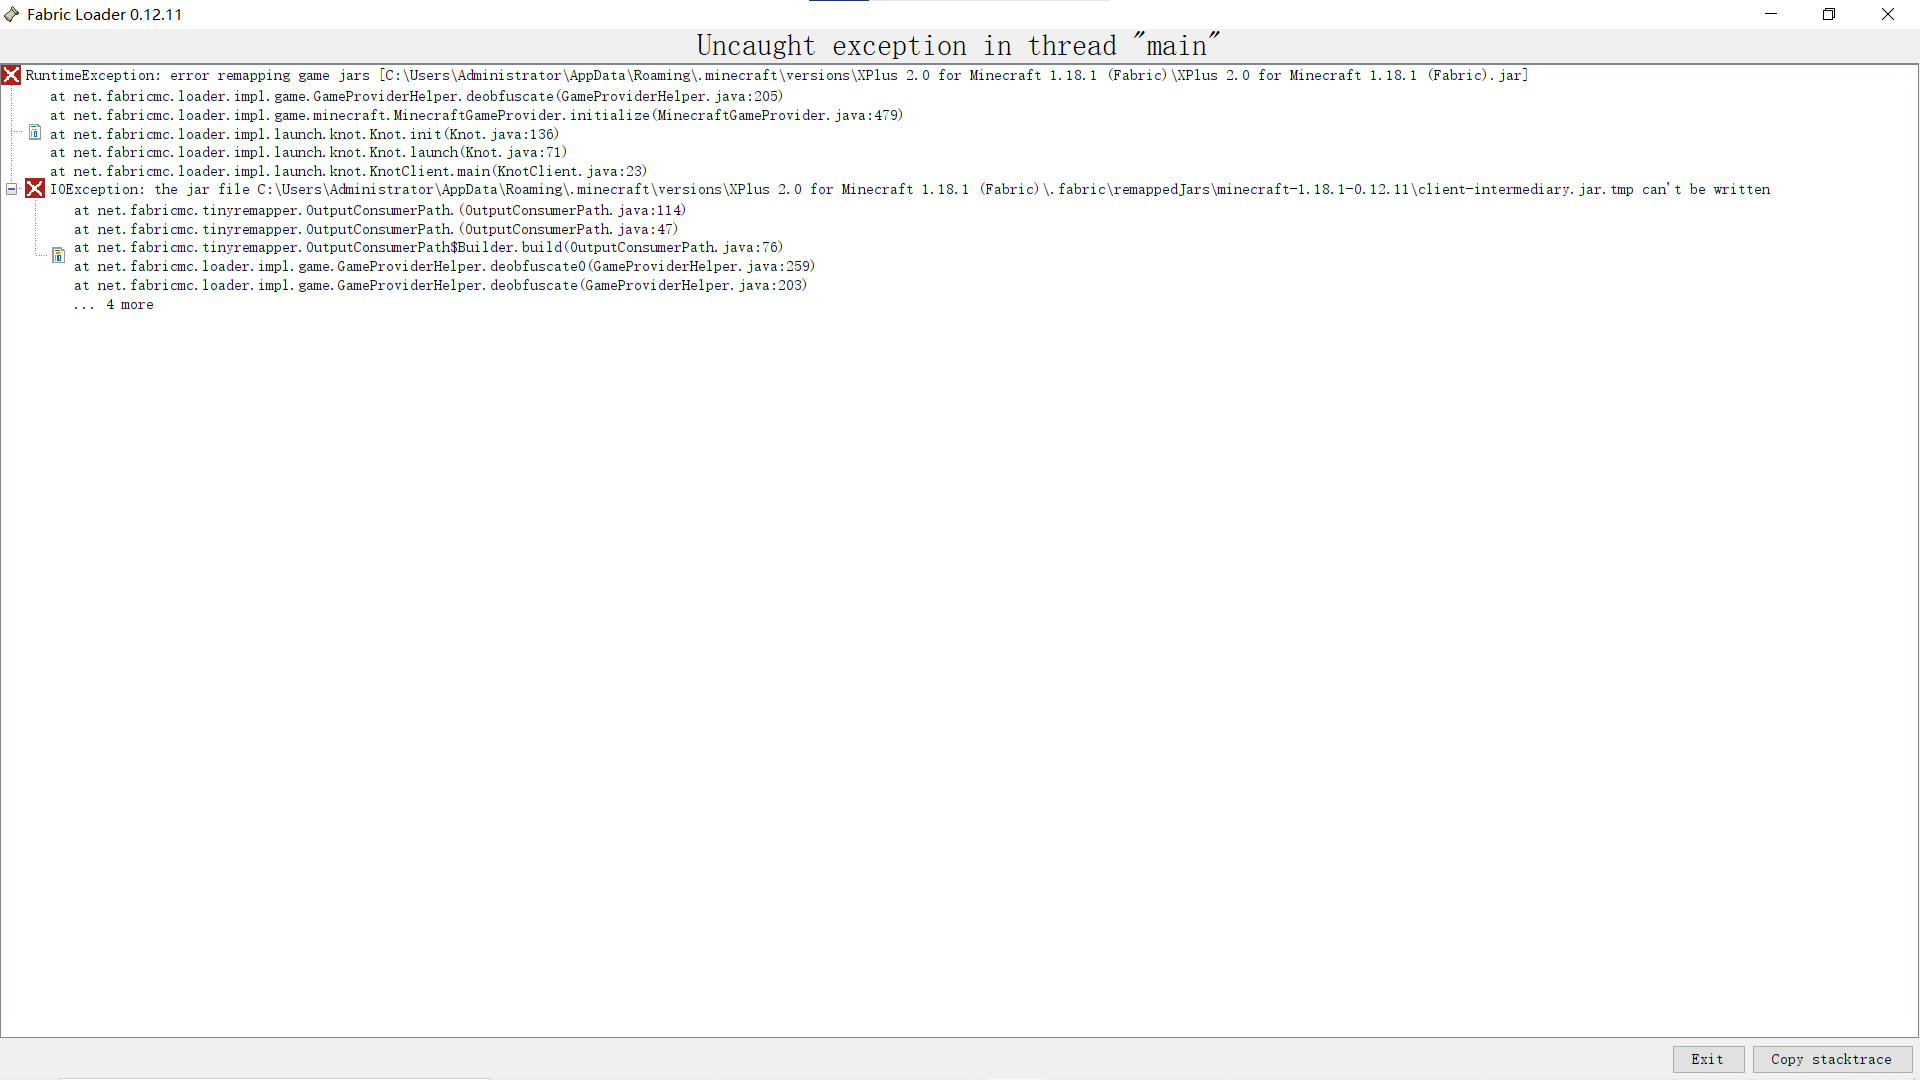 Fabric Loader 0.12.11
Uncaught exception in thread "main"
RuntimeException: error remapping game jars [C:\Users\Administrator\AppData\Roaming\.minecraft\versions\XPlus 2.0 for Minecraft 1.18.1 (Fabric)\XPlus 2.0 for Minecraft 1.18.1 (Fabric).jar]
at net.fabricmc.loader.impl.game.GameProviderHelper.deobfuscate(GameProviderHelper.java:205)
at net.fabricmc.loader.impl.game.minecraft.MinecraftGameProvider.initialize(MinecraftGameProvider.java:479)
at net.fabricmc.loader.impl.launch.knot.Knot.init(Knot.java:136)
at net.fabricmc.loader.impl.launch.knot.Knot.launch(Knot.java:71)
at net.fabricmc.loader.impl.launch.knot.KnotClient.main(KnotClient.java:23)
IOException: the jar file C:\Users\Administrator\AppData\Roaming\.minecraft\versions\XPlus 2.0 for Minecraft 1.18.1 (Fabric)\.fabric\remappedJars\minecraft-1.18.1-0.12.11\client-intermediary.jar.tmp can't be written
at net.fabricmc.tinyremapper.OutputConsumerPath.(OutputConsumerPath.java:114)
at net.fabricmc.tinyremapper.OutputConsumerPath.(OutputConsumerPath.java:47)
at net.fabricmc.tinyremapper.OutputConsumerPath$Builder.build(OutputConsumerPath.java:76)
at net.fabricmc.loader.impl.game.GameProviderHelper.deobfuscate0(GameProviderHelper.java:259)
at net.fabricmc.loader.impl.game.GameProviderHelper.deobfuscate(GameProviderHelper.java:203)
... 4 more
Exit Copy stacktrace